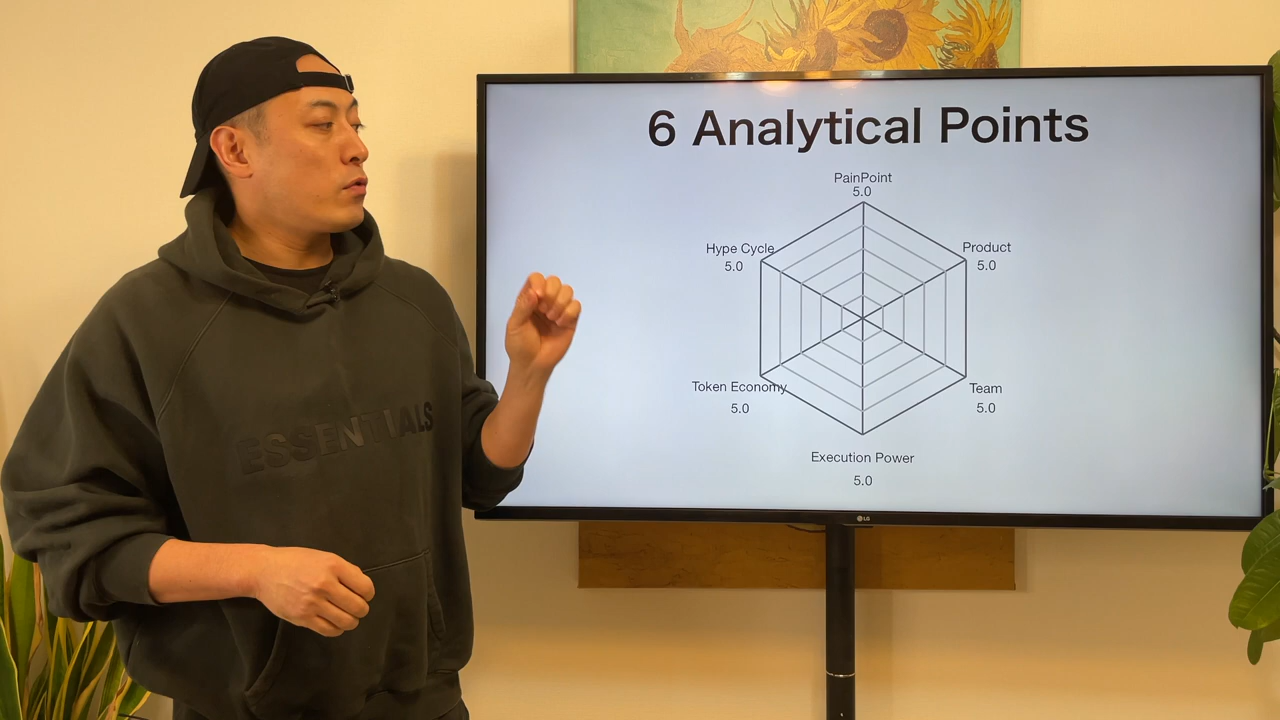 6 Analytical Points
PainPoint
5.0
Hype Cycle
5.0
Product
5.0
Token Economy
5.0
Team
5.0
Execution Power
5.0
ESSENTIALS
LG